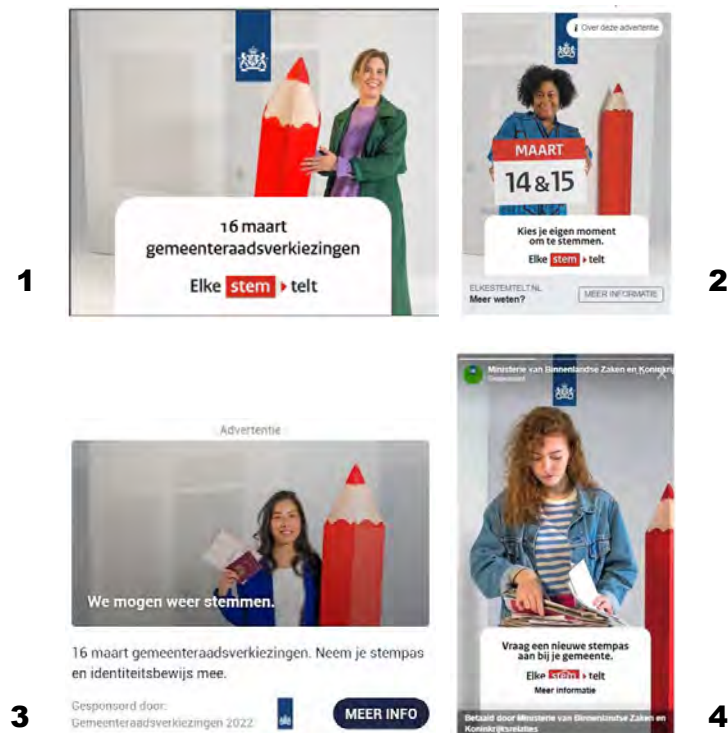 16 maart
gemeenteraadsverkiezingen
Elke stem telt
1
i Over deze advertentie
MAART
14 & 15
Kies je eigen moment
om te stemmen.
Elke stem telt
ELKESTEMTELT.NL
Meer weten?
MEER INFORMATIE
2
Advertentie
We mogen weer stemmen.
16 maart gemeenteraadsverkiezingen. Neem je stempas
en identiteitsbewijs mee.
Gesponsord door:
Gemeenteraadsverkiezingen 2022
MEER INFO
3
Ministerie van Binnenlandse Zaken en Koninkrij
Gesponsord
Vraag een nieuwe stempas
aan bij je gemeente.
Elke stem telt
Meer informatie
Betaald door Ministerie van Binnenlandse Zaken en
Koninkrijksrelaties
4